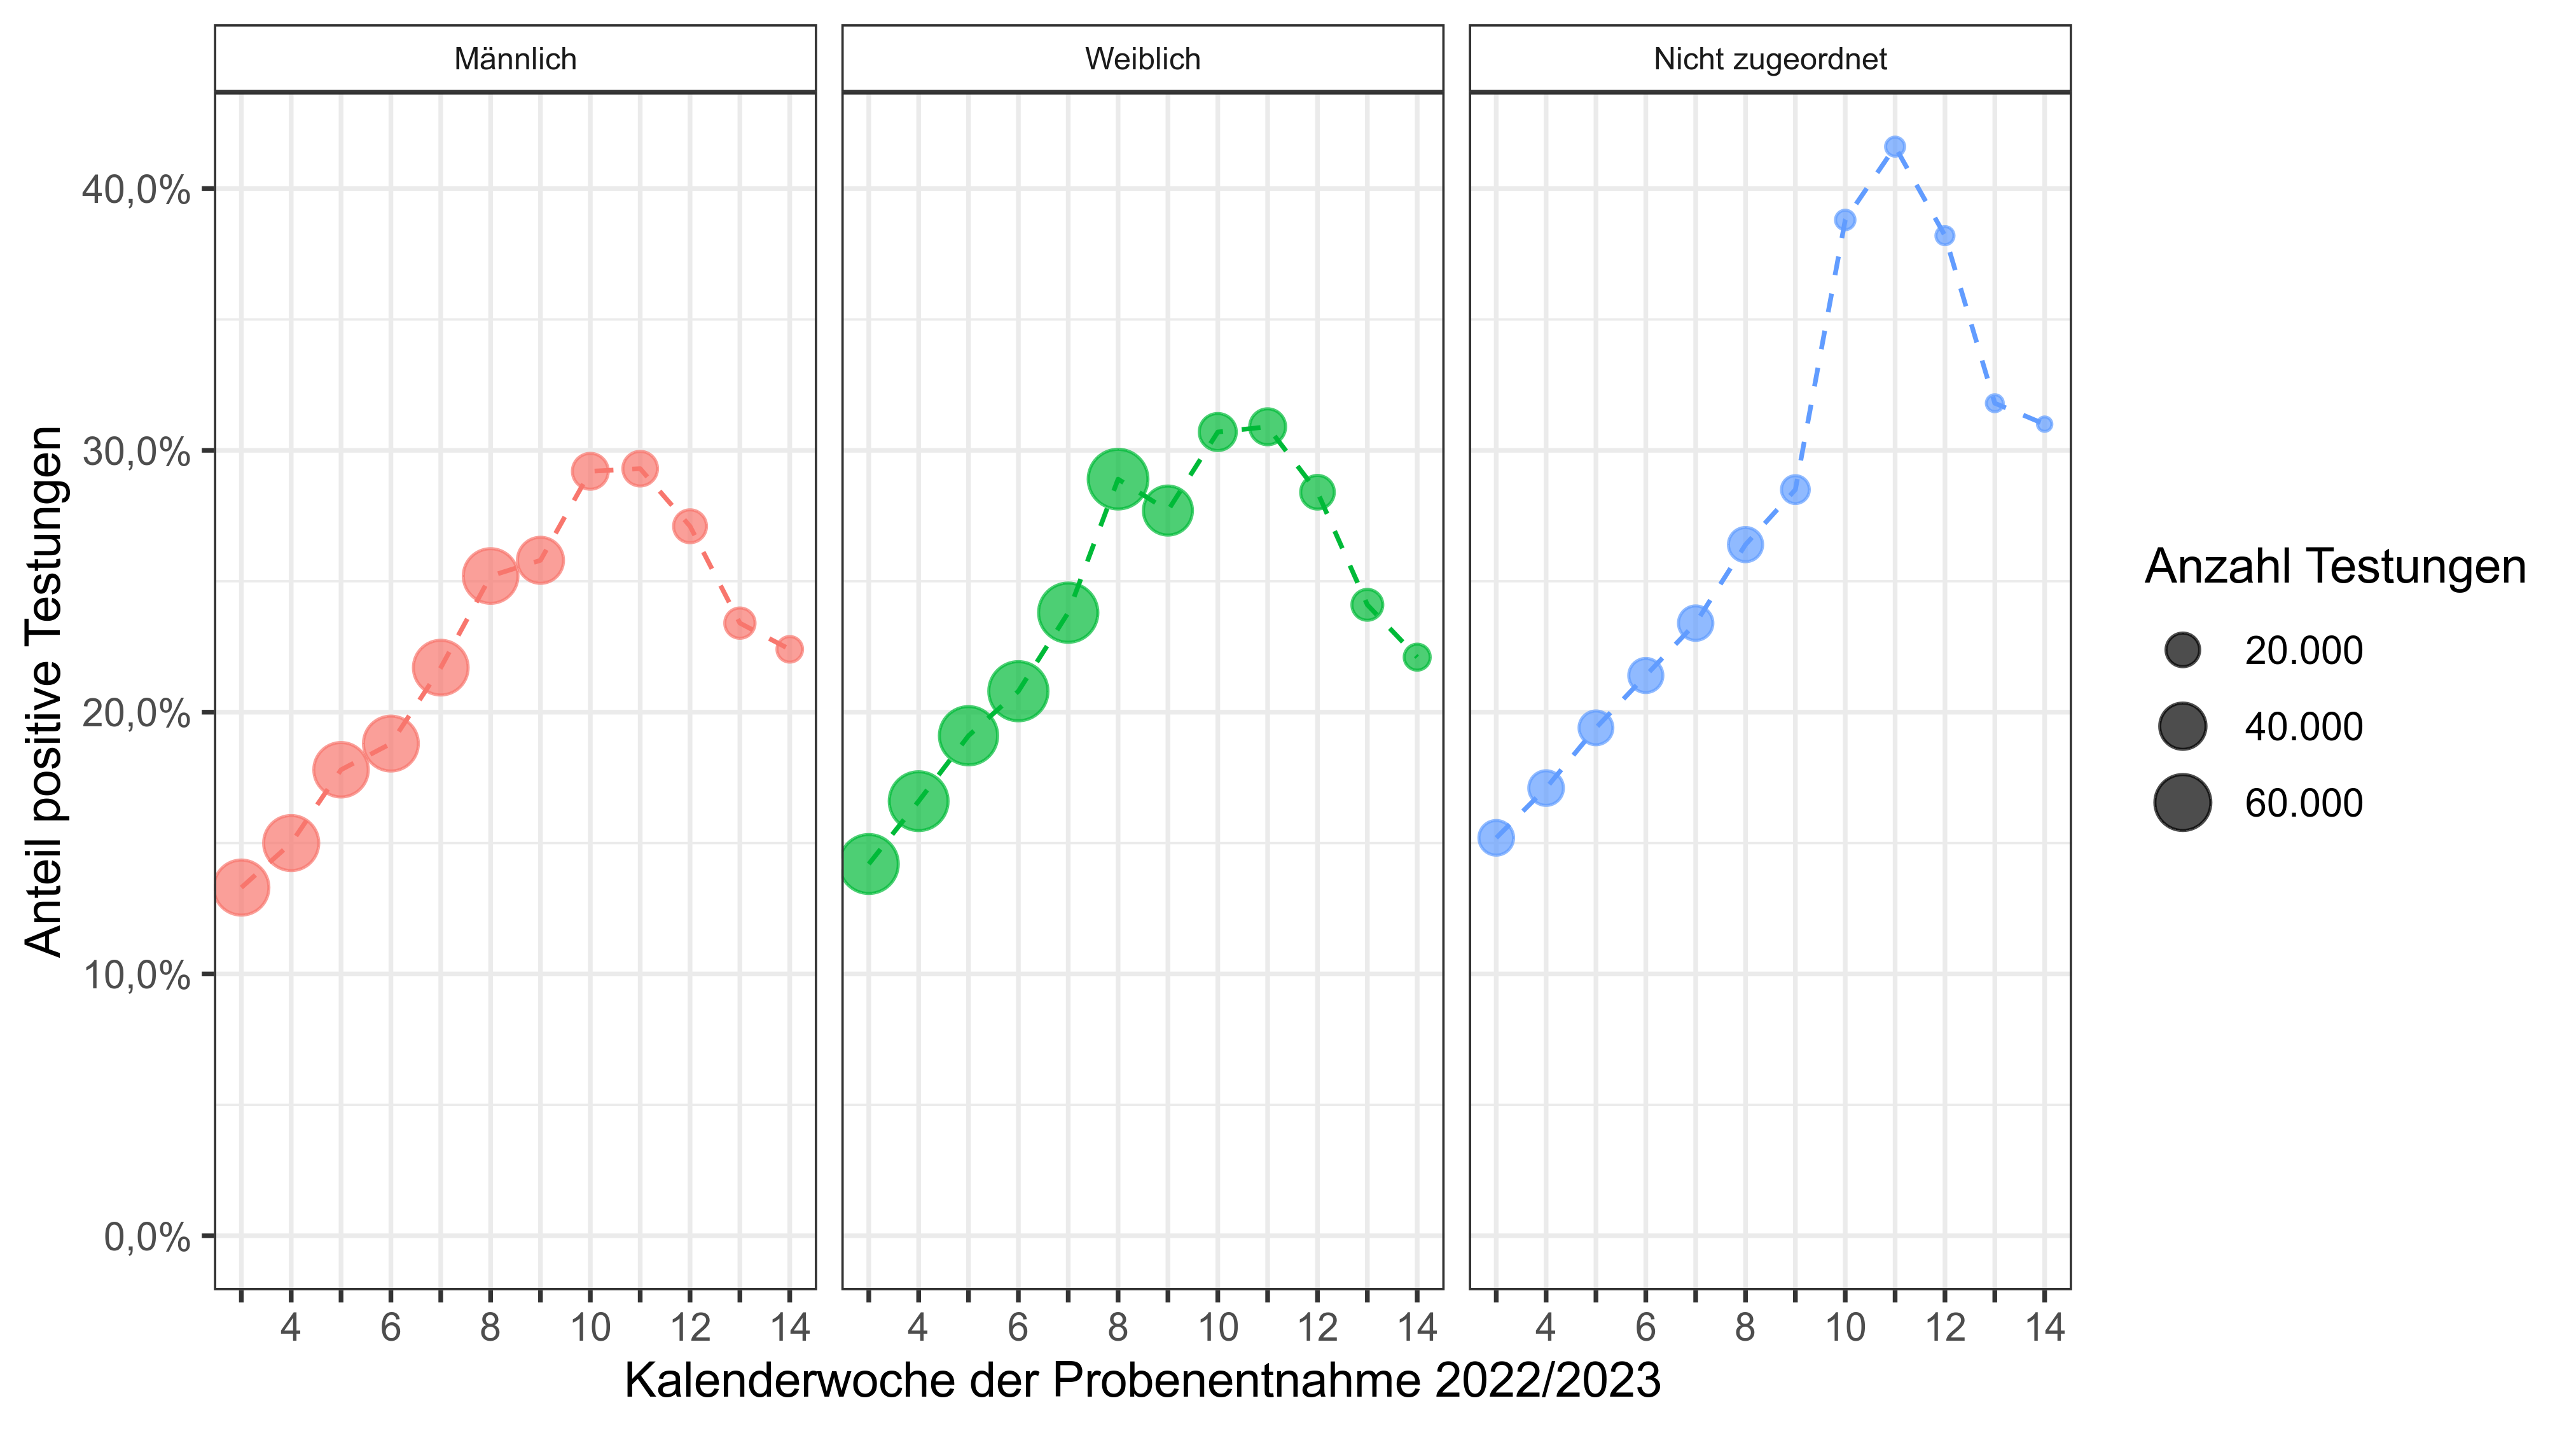 Männlich
Weiblich
Nicht zugeordnet
Anteil positive Testungen
40,0%
30,0%
20,0%
10,0%
0,0%
4 6 8 10 12 14
4 6 8 10 12 14
4 6 8 10 12 14
Kalenderwoche der Probenentnahme 2022/2023
Anzahl Testungen
20.000
40.000
60.000